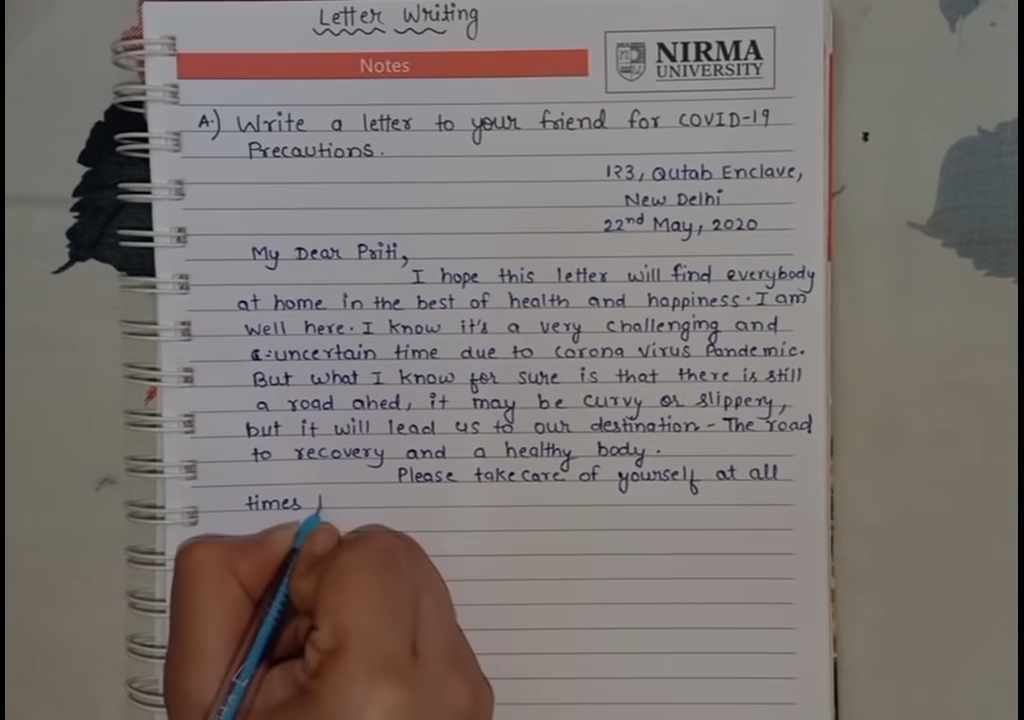 Letter Writing
Notes
NIRMA
UNIVERSITY
A.) Write a letter to your friend for COVID-19
Precautions.
123, Qutab Enclave,
New Delhi
22nd May, 2020
My Dear Priti,
I hope this letter will find everybody
at home in the best of health and happiness. I am
well here. I know it's a very challenging and
uncertain time due to Corona Virus Pandemic.
But what I know for sure is that there is still
a road ahed, it may be curvy or slippery,
but it will lead us to our destination - The road
to recovery and a healthy body.
Please take care of yourself at all
times